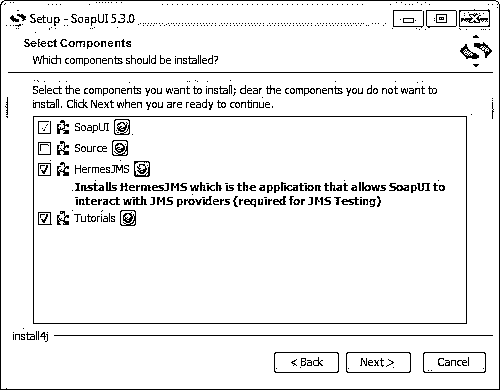 Setup - SoapUI 5.3.0
Select Components
Which components should be installed?
Select the components you want to install; clear the components you do not want to
install. Click Next when you are ready to continue.
SoapUI
Source
HermesJMS
Installs HermesJMS which is the application that allows SoapUI to
interact with JMS providers (required for JMS Testing)
Tutorials
install4j
< Back
Next >
Cancel